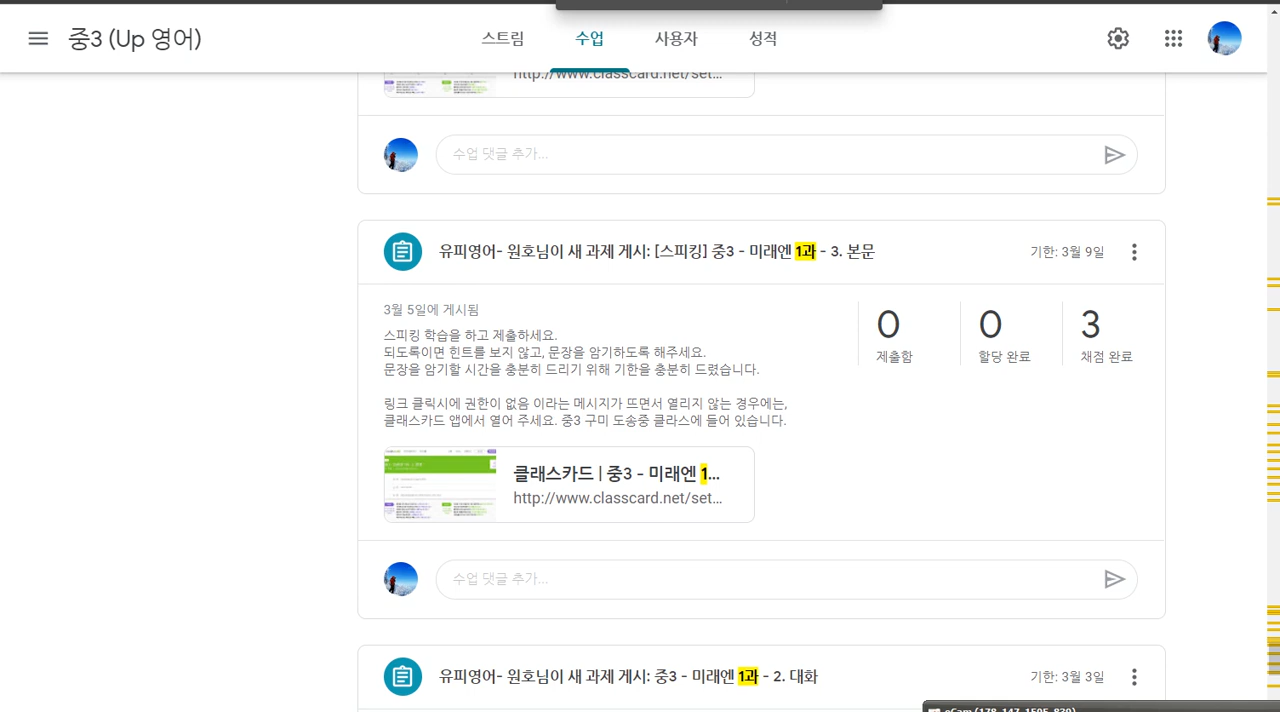 중3 (Up 영어)
스트림
수업
사용자
성적
http://www.classcard.net/set...
수업 댓글 추가...
유피영어- 원호님이 새 과제 게시: [스피킹] 중3 - 미래엔 1과 - 3. 본문
기한: 3월 9일
3월 5일에 게시됨
스피킹 학습을 하고 제출하세요.
되도록이면 힌트를 보지 않고, 문장을 암기하도록 해주세요.
문장을 암기할 시간을 충분히 드리기 위해 기한을 충분히 드렸습니다.
링크 클릭시에 권한이 없음 이라는 메시지가 뜨면서 열리지 않는 경우에는,
클래스카드 앱에서 열어 주세요. 중3 구미 도송중 클라스에 들어 있습니다.
0
제출함
0
할당 완료
3
채점 완료
클래스카드 | 중3 - 미래엔 1...
http://www.classcard.net/set...
수업 댓글 추가...
유피영어- 원호님이 새 과제 게시: 중3 - 미래엔 1과 - 2. 대화
기한: 3월 3일